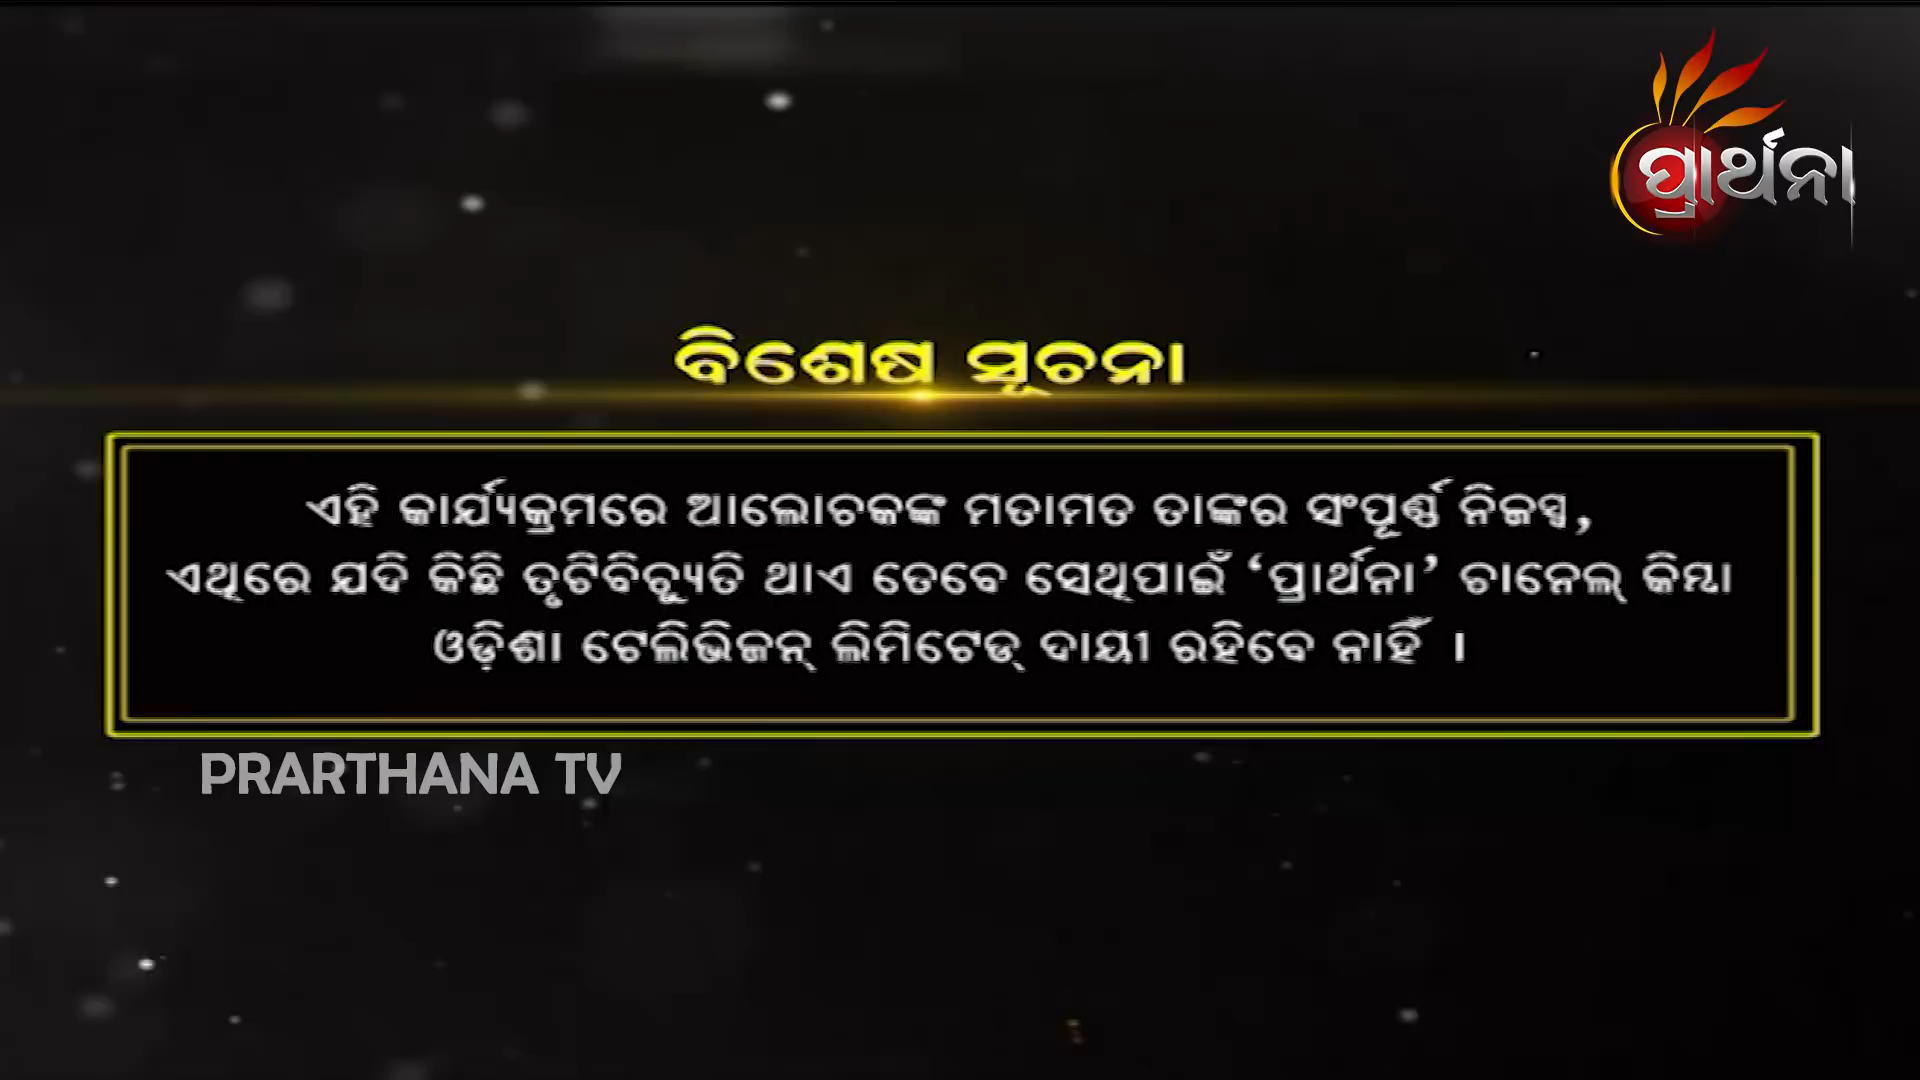 ପ୍ରାର୍ଥନା
ବିଶେଷ ସୂଚନା
ଏହି କାର୍ଯ୍ୟକ୍ରମରେ ଆଲୋଚକଙ୍କ ମତାମତ ତାଙ୍କର ସଂପୂର୍ଣ୍ଣ ନିଜସ୍ୱ,
ଏଥିରେ ଯଦି କିଛି ତୃଟିବିଚ୍ୟୁତି ଥାଏ ତେବେ ସେଥିପାଇଁ ‘ପ୍ରାର୍ଥନା’ ଚାନେଲ୍ କିମ୍ବା
ଓଡ଼ିଶା ଟେଲିଭିଜନ୍ ଲିମିଟେଡ୍ ଦାୟୀ ରହିବେ ନାହିଁ ।
PRARTHANA TV